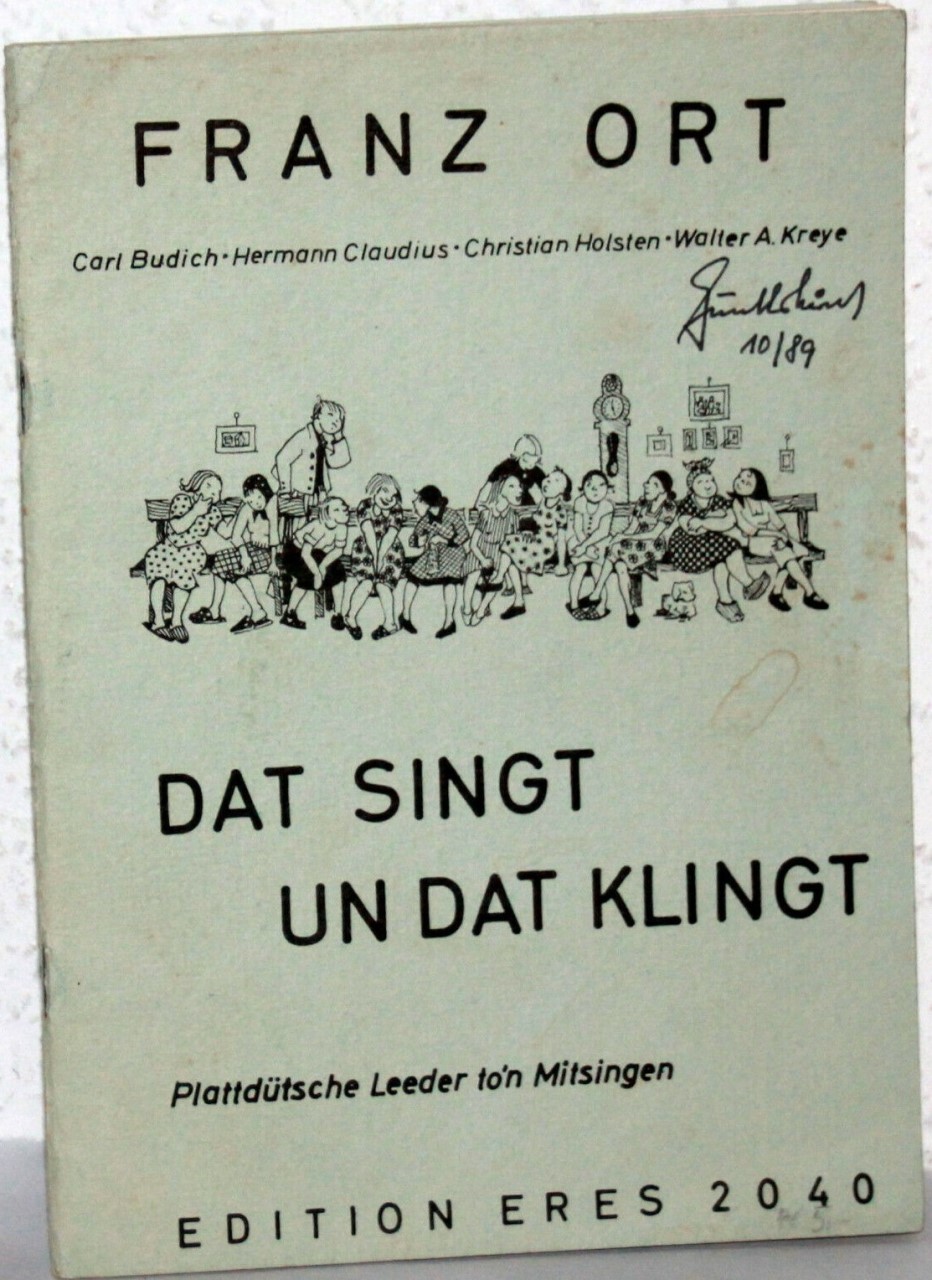 FRANZ ORT
Carl Budich · Hermann Claudius · Christian Holsten · Walter A. Kreye
10/89
DAT SINGT
UN DAT KLINGT
Plattdütsche Leeder to'n Mitsingen
EDITION ERES 2040